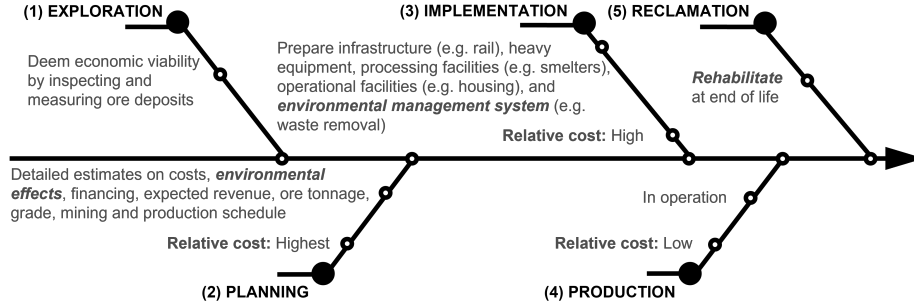 (1) EXPLORATION
Deem economic viability
by inspecting and
measuring ore deposits
(3) IMPLEMENTATION
Prepare infrastructure (e.g. rail), heavy
equipment, processing facilities (e.g. smelters),
operational facilities (e.g. housing), and
environmental management system (e.g.
waste removal)
Relative cost: High
(5) RECLAMATION
Rehabilitate
at end of life
Detailed estimates on costs, environmental
effects, financing, expected revenue, ore tonnage,
grade, mining and production schedule
Relative cost: Highest
(2) PLANNING
In operation
Relative cost: Low
(4) PRODUCTION